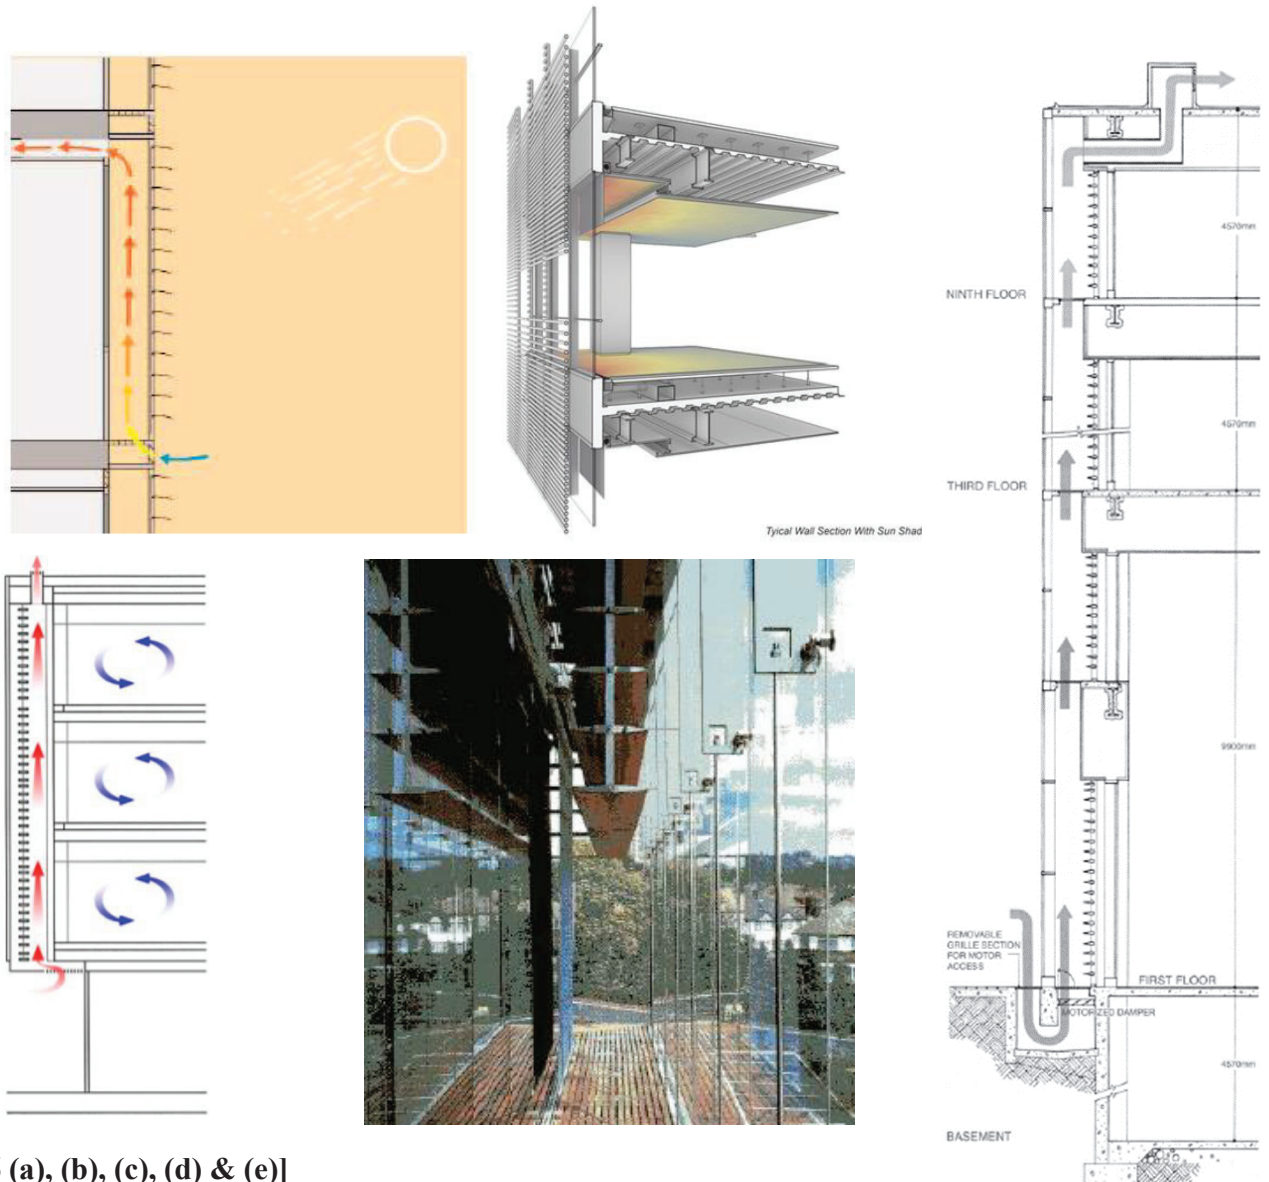 Tyical Wall Section With Sun Shad
4570mm
NINTH FLOOR
4570mm
THIRD FLOOR
9900mm
REMOVABLE
GRILLE SECTION
FOR MOTOR
ACCESS
FIRST FLOOR
MOTORIZED DAMPER
4570mm
BASEMENT
(a), (b), (c), (d) & (e)]